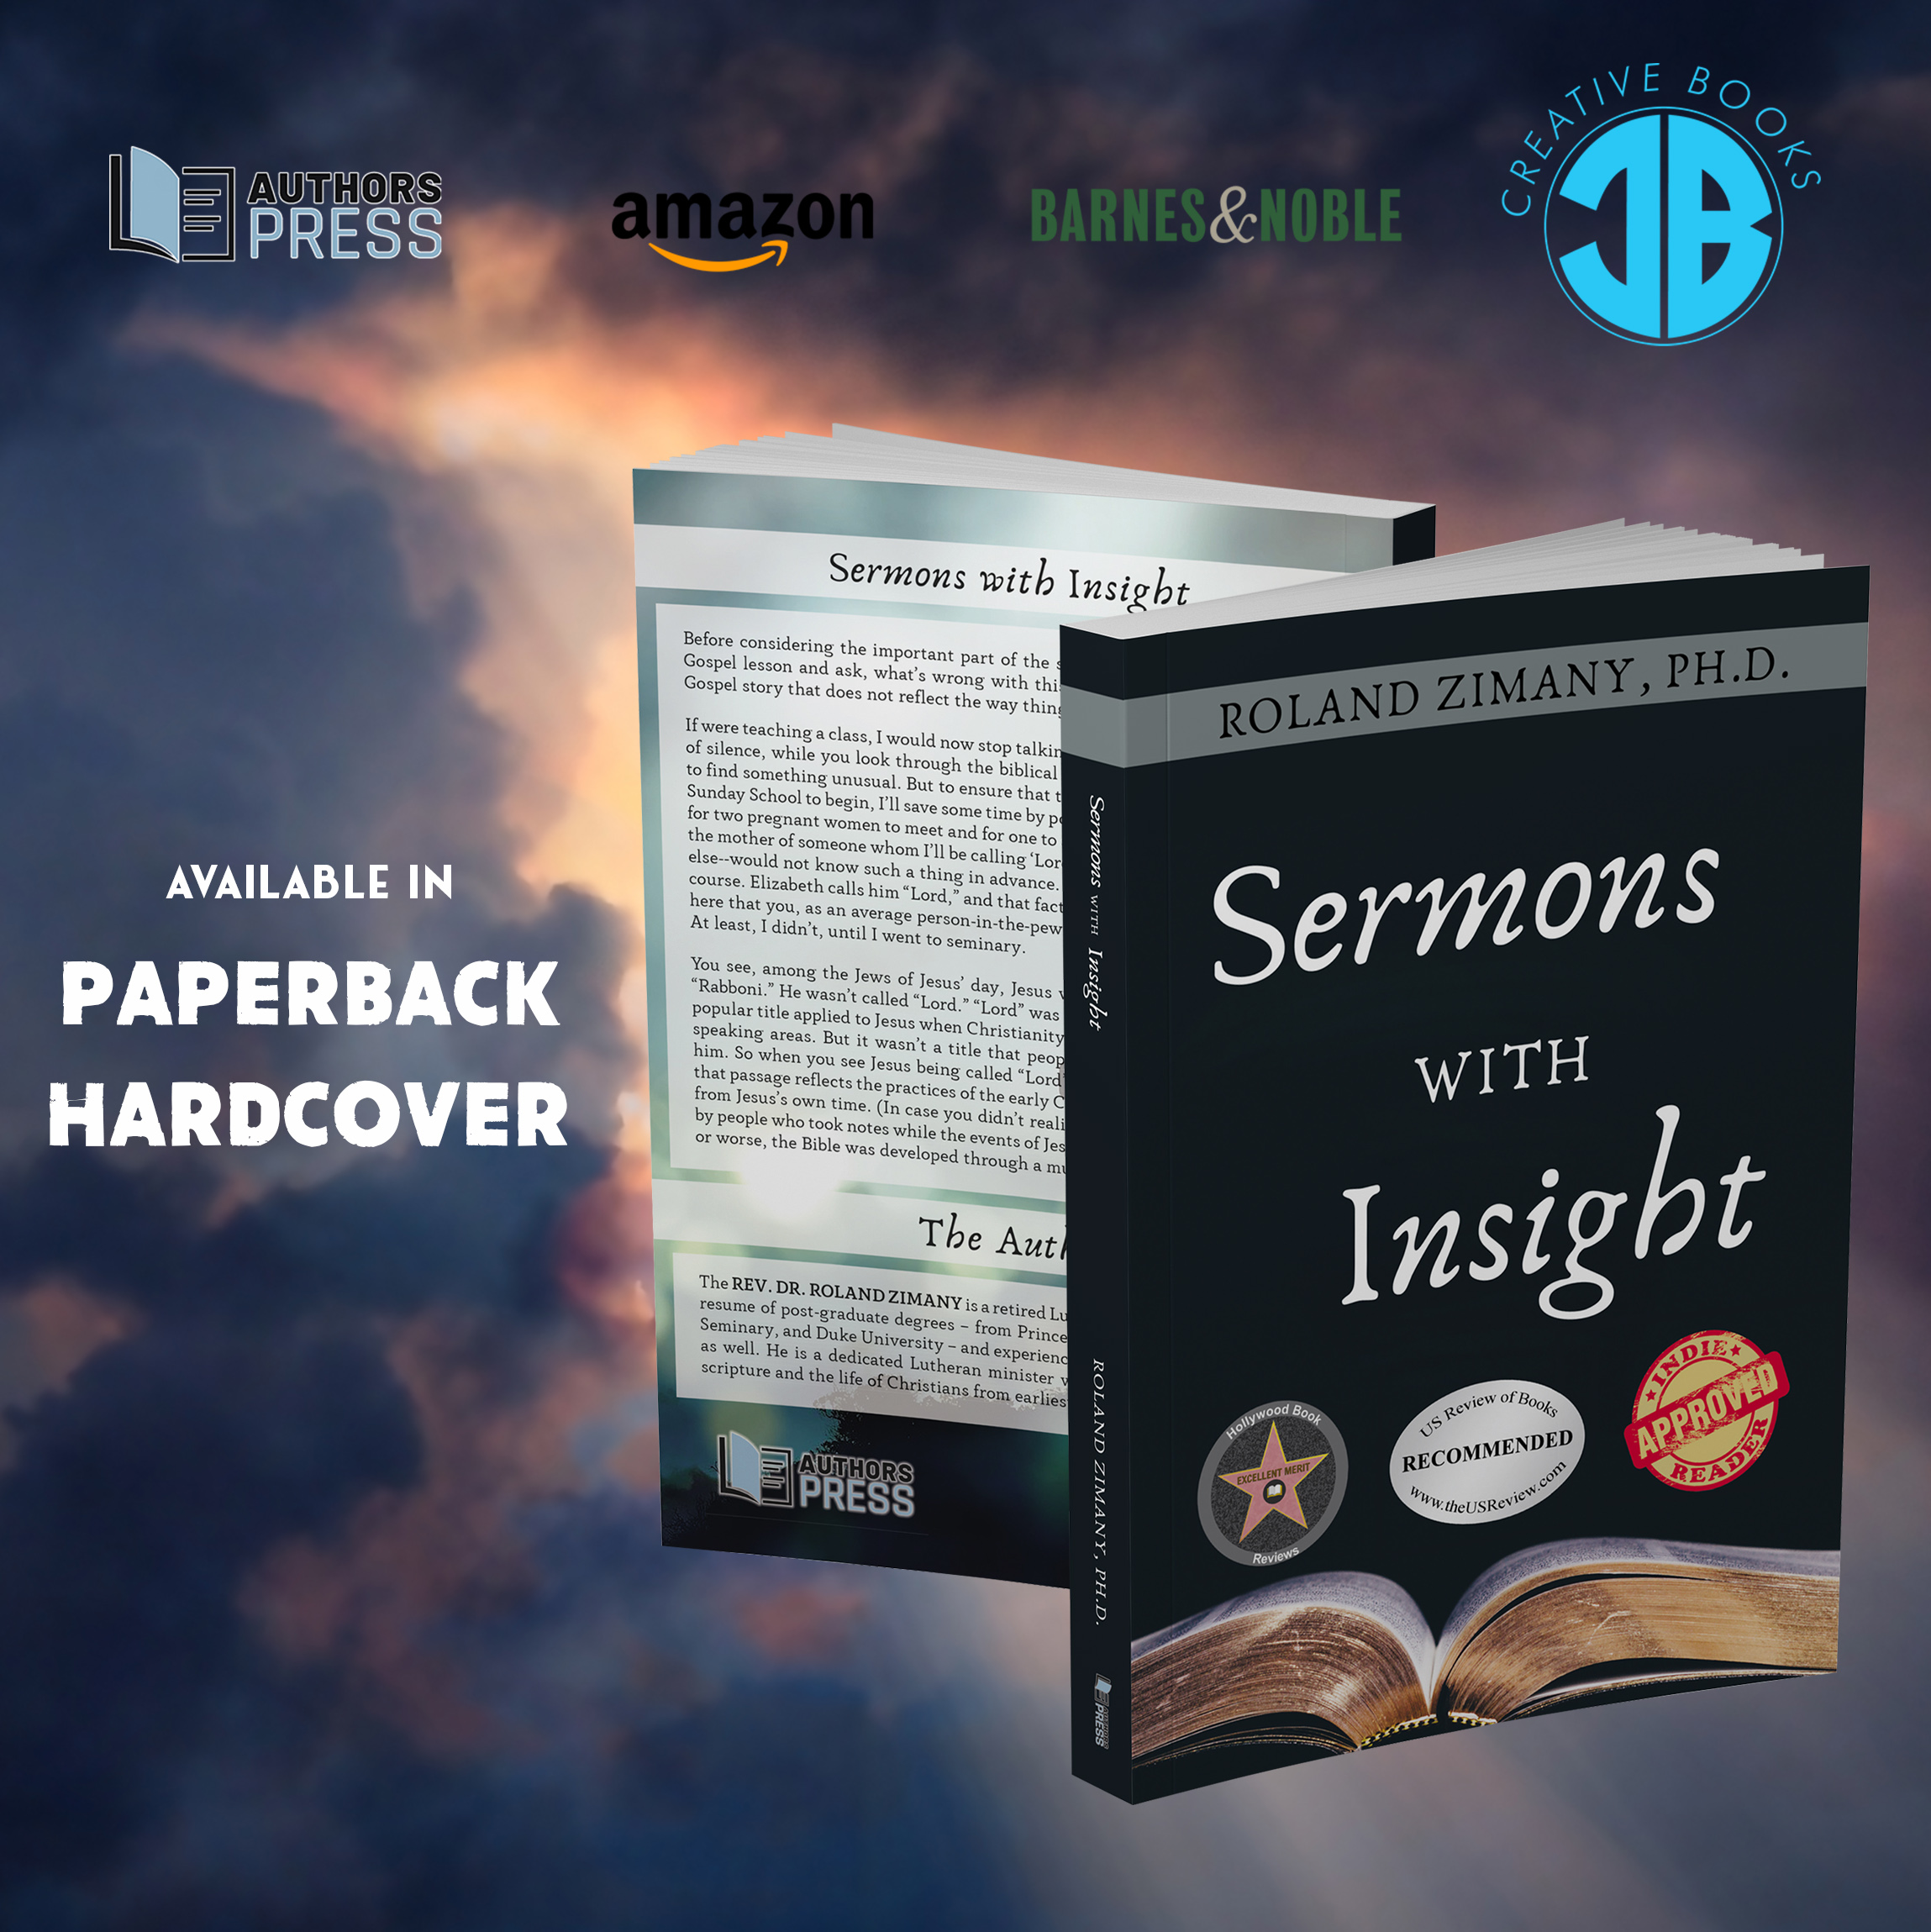 CREATIVE BOOKS
CB
AUTHORS
PRESS
amazon
BARNES&NOBLE
AVAILABLE IN
PAPERBACK
HARDCOVER
Sermons with Insight
Before considering the important part of the
Gospel lesson and ask, what's wrong with
Gospel story that does not reflect the way
If were teaching a class, I would now stop
of silence, while you look through the biblical
to find something unusual. But to ensure that
Sunday School to begin, I'll save some time by
for two pregnant women to meet and for one to
the mother of someone whom I'll be calling
else--would not know such a thing in advance.
course. Elizabeth calls him “Lord,” and that fact
here that you, as an average person-in-the-pew
At least, I didn't, until I went to seminary.
You see, among the Jews of Jesus' day, Jesus
“Rabboni.” He wasn't called “Lord.” “Lord” was
popular title applied to Jesus when Christianity
speaking areas. But it wasn't a title that
him. So when you see Jesus being called “Lord
that passage reflects the practices of the early
from Jesus's own time. (In case you didn't
by people who took notes while the events of
or worse, the Bible was developed through a
The
The REV. DR. ROLAND ZIMANY is a retired
resume of post-graduate degrees – from
Seminary, and Duke University – and
as well. He is a dedicated Lutheran minister
scripture and the life of Christians from
AUTHORS
PRESS
Sermons WITH Insight
ROLAND ZIMANY, PH.D.
AUTHORS
PRESS
ROLAND ZIMANY, PH.D.
Sermons
WITH
Insight
Hollywood Book
EXCELLENT MERIT
Reviews
US Review of Books
RECOMMENDED
www.theUSReview.com
INDIE
APPROVED
READER